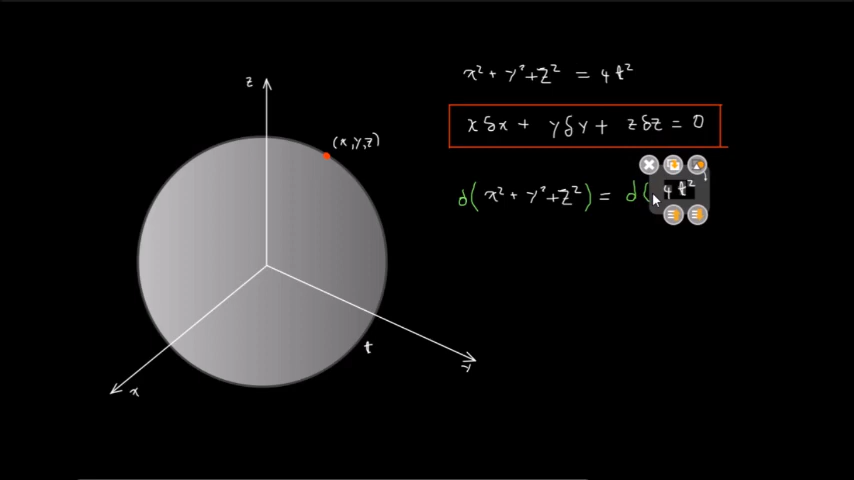 z
(x,y,z)
t
x
y
x² + y² + z² = 4t²
xδx + yδy + zδz = 0
d(x² + y² + z²) = d(4t²